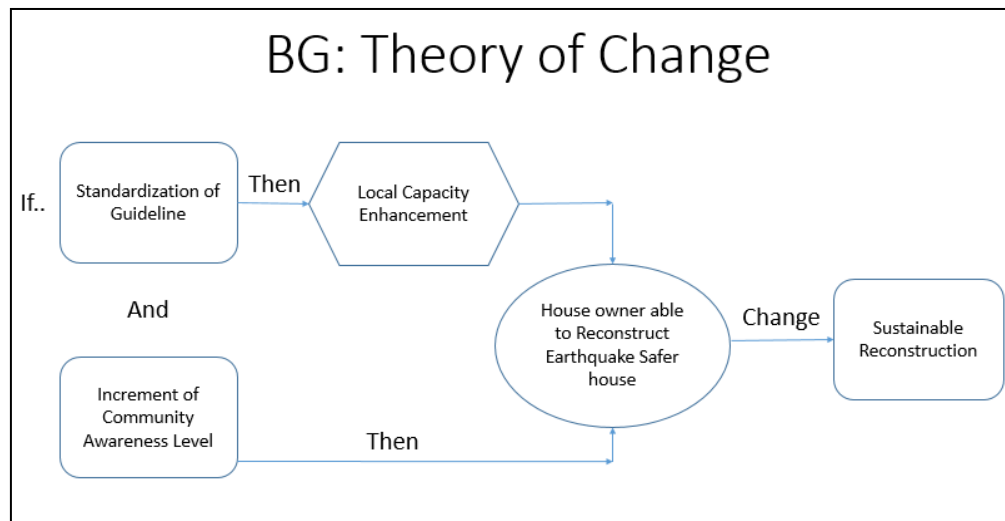 BG: Theory of Change
If..
Standardization of
Guideline
Then
Local Capacity
Enhancement
And
House owner able
to Reconstruct
Earthquake Safer
house
Change
Sustainable
Reconstruction
Increment of
Community
Awareness Level
Then